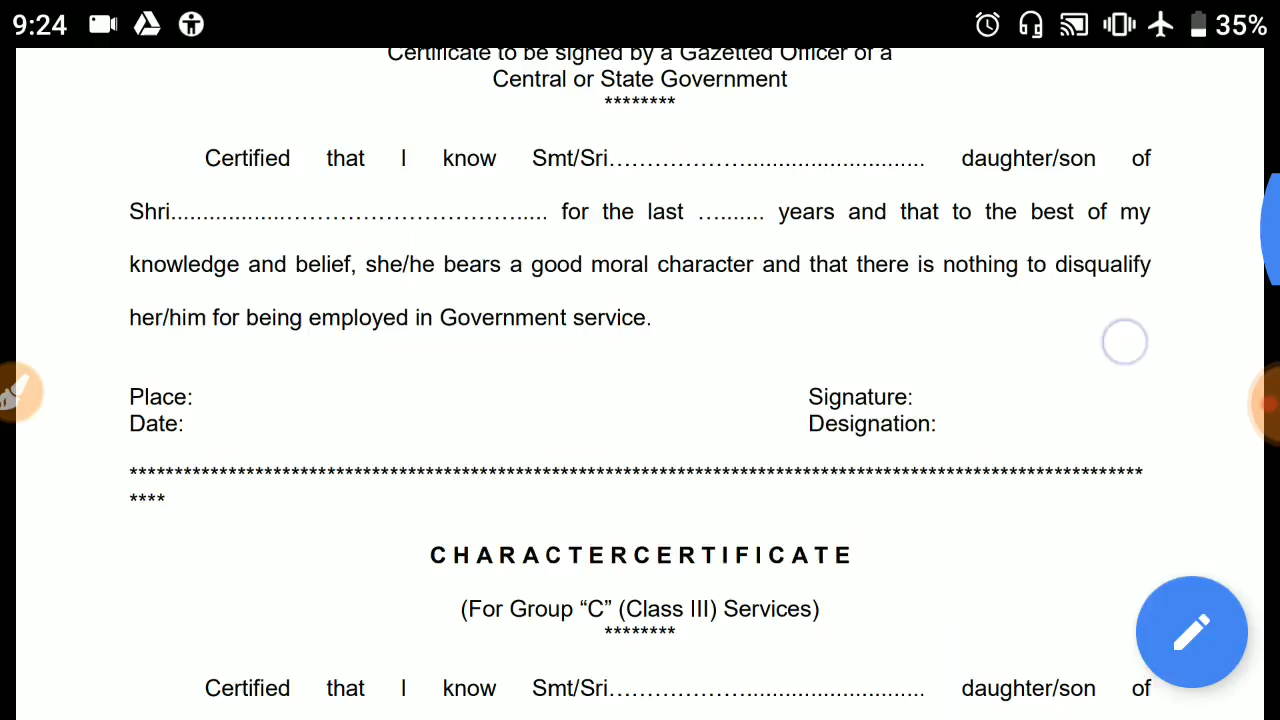 9:24
35%
Certificate to be signed by a Gazetted Officer of a
Central or State Government
********
Certified that I know Smt/Sri…………………............................ daughter/son of
Shri..................…………………………….... for the last …....... years and that to the best of my
knowledge and belief, she/he bears a good moral character and that there is nothing to disqualify
her/him for being employed in Government service.
Place:
Signature:
Date:
Designation:
****************************************************************************************************************
****
C H A R A C T E R C E R T I F I C A T E
(For Group “C” (Class III) Services)
********
Certified that I know Smt/Sri…………………............................ daughter/son of